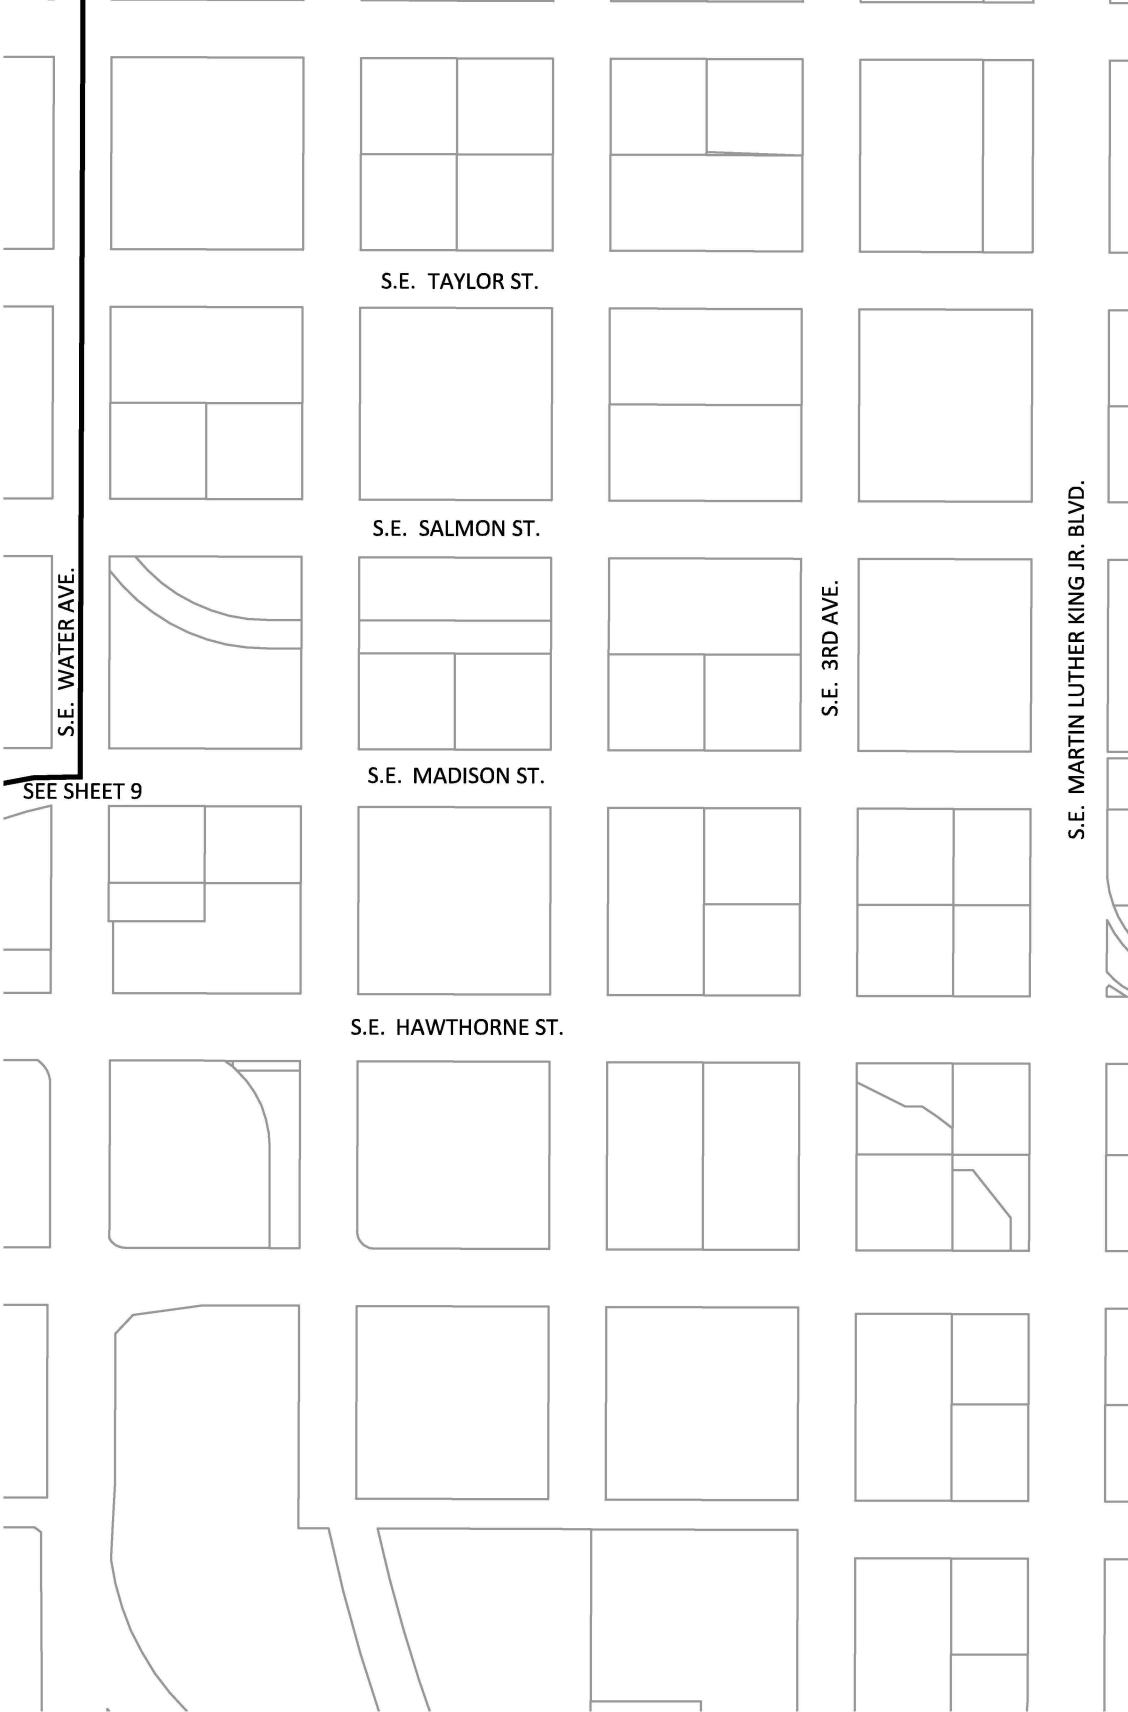 S.E. TAYLOR ST.
S.E. SALMON ST.
S.E. WATER AVE.
S.E. 3RD AVE.
S.E. MARTIN LUTHER KING JR. BLVD.
S.E. MADISON ST.
SEE SHEET 9
S.E. HAWTHORNE ST.